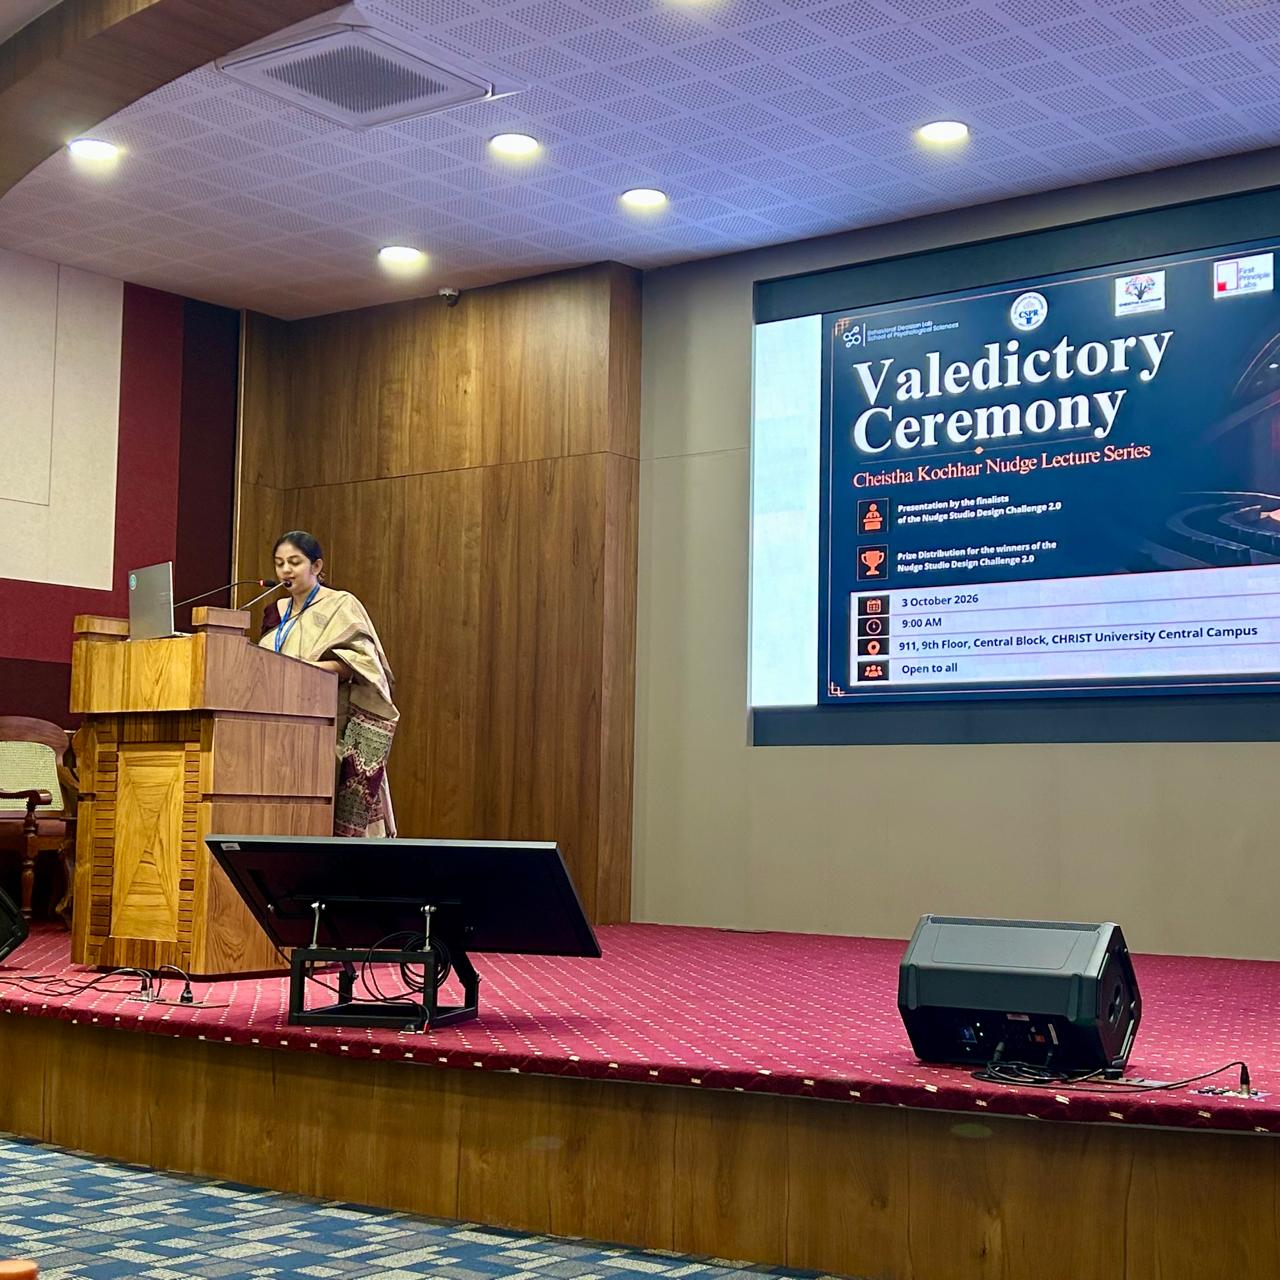 Behavioral Decision Lab
School of Psychological Sciences
CSPR
CHEISTHA KOCHHAR
First
Principle
Labs
Valedictory
Ceremony
Cheistha Kochhar Nudge Lecture Series
Presentation by the finalists
of the Nudge Studio Design Challenge 2.0
Prize Distribution for the winners of the
Nudge Studio Design Challenge 2.0
3 October 2026
9:00 AM
911, 9th Floor, Central Block, CHRIST University Central Campus
Open to all